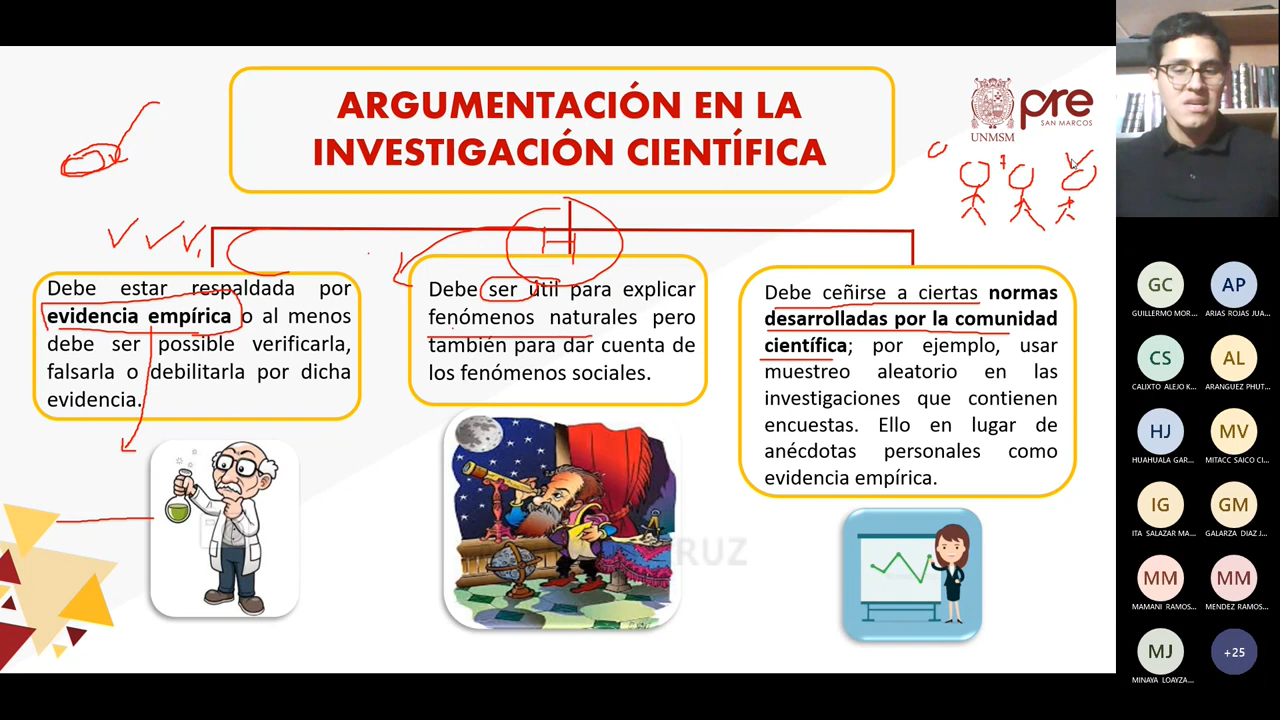 ARGUMENTACIÓN EN LA
INVESTIGACIÓN CIENTÍFICA
UNMSM
pre
SAN MARCOS
Debe estar respaldada por
evidencia empírica o al menos
debe ser possible verificarla,
falsarla o debilitarla por dicha
evidencia.
Debe ser útil para explicar
fenómenos naturales pero
también para dar cuenta de
los fenómenos sociales.
Debe ceñirse a ciertas normas
desarrolladas por la comunidad
científica; por ejemplo, usar
muestreo aleatorio en las
investigaciones que contienen
encuestas. Ello en lugar de
anécdotas personales como
evidencia empírica.
RUZ
H
GC
GUILLERMO MOR...
AP
ARIAS ROJAS JUA...
CS
CALIXTO ALEJO K...
AL
ARANGUEZ PHUT...
HJ
HUAHUALA GAR...
MV
MITACC SAICO CI...
IG
ITA SALAZAR MA...
GM
GALARZA DIAZ J...
MM
MAMANI RAMOS...
MM
MENDEZ RAMOS...
MJ
MINAYA LOAYZA...
+25